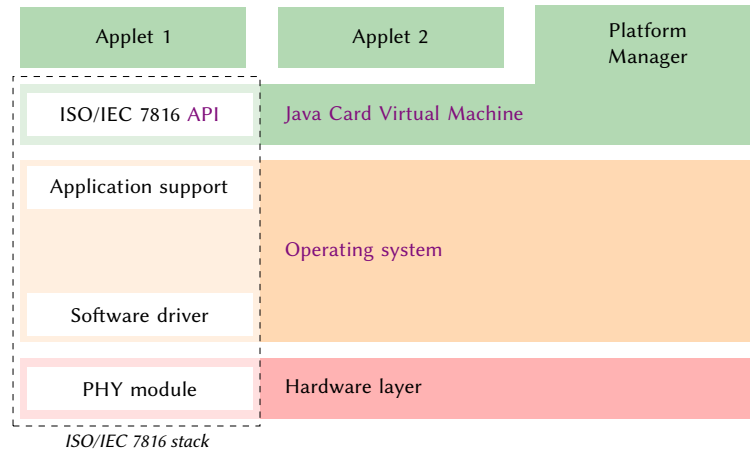 Applet 1
Applet 2
Platform
Manager
ISO/IEC 7816 API
Java Card Virtual Machine
Application support
Operating system
Software driver
PHY module
Hardware layer
ISO/IEC 7816 stack